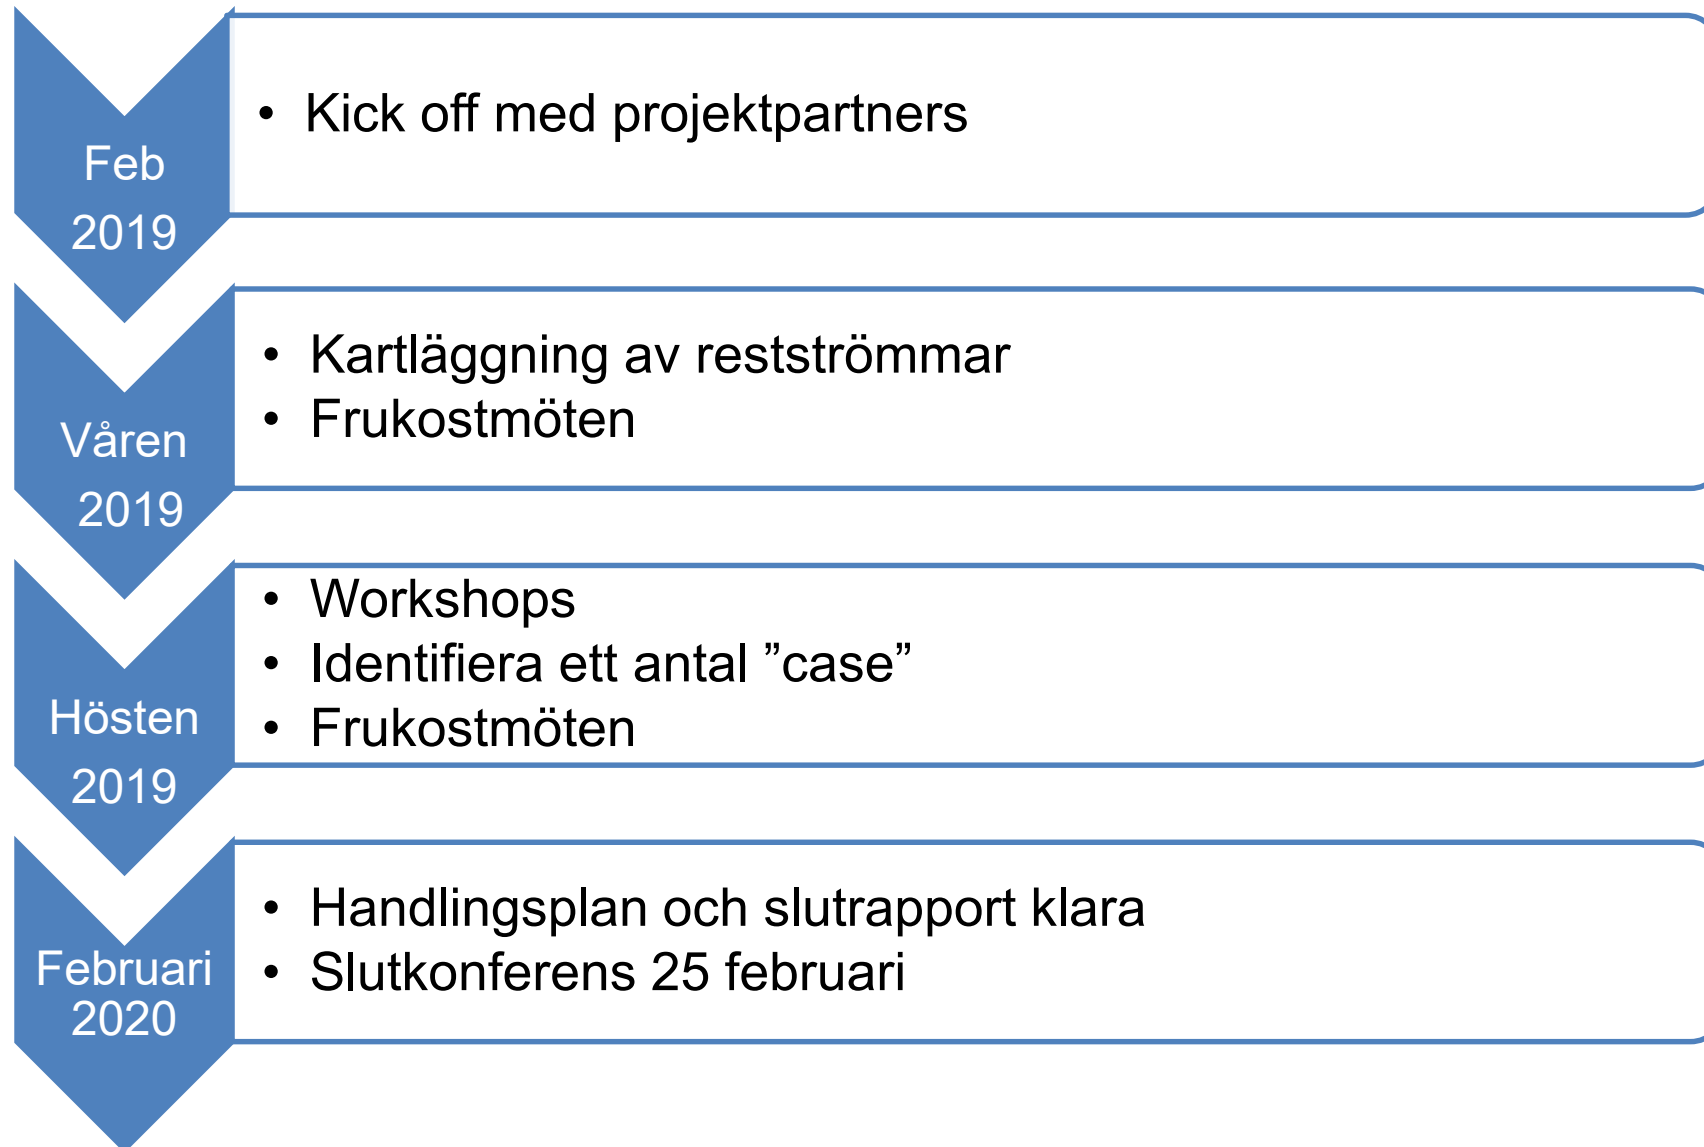 Feb
2019
• Kick off med projektpartners
Våren
2019
• Kartläggning av restströmmar
• Frukostmöten
Hösten
2019
• Workshops
• Identifiera ett antal ”case”
• Frukostmöten
Februari
2020
• Handlingsplan och slutrapport klara
• Slutkonferens 25 februari